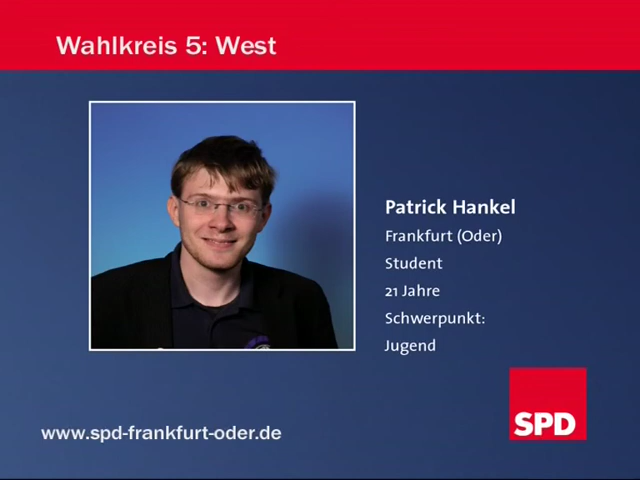 Wahlkreis 5: West
Patrick Hankel
Frankfurt (Oder)
Student
21 Jahre
Schwerpunkt:
Jugend
SPD
www.spd-frankfurt-oder.de